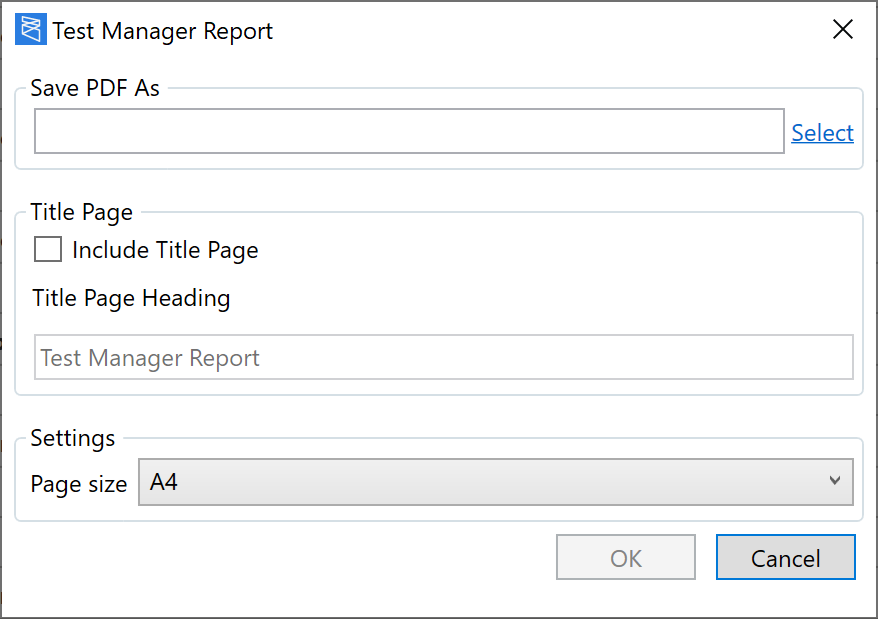 Test Manager Report
Save PDF As
Select
Title Page
Include Title Page
Title Page Heading
Test Manager Report
Settings
Page size A4
OK Cancel